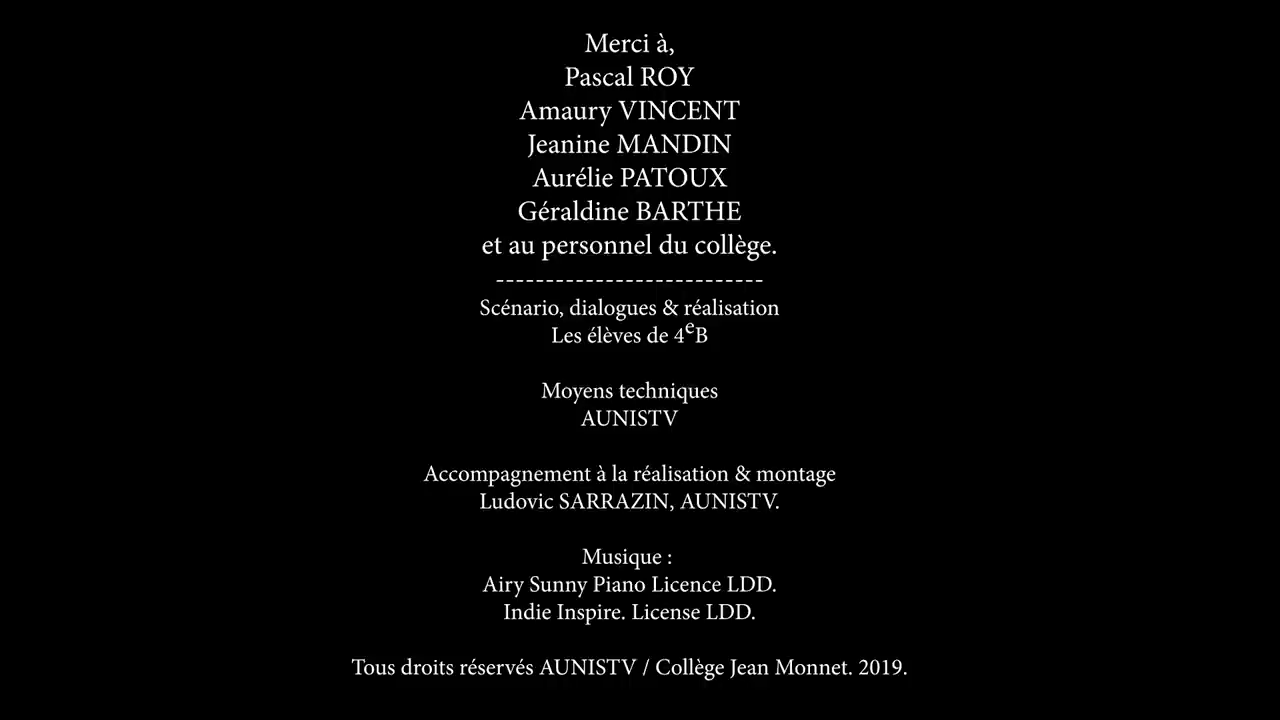 Merci à,
Pascal ROY
Amaury VINCENT
Jeanine MANDIN
Aurélie PATOUX
Géraldine BARTHE
et au personnel du collège.
---------------------------
Scénario, dialogues & réalisation
Les élèves de 4eB
Moyens techniques
AUNISTV
Accompagnement à la réalisation & montage
Ludovic SARRAZIN, AUNISTV.
Musique :
Airy Sunny Piano Licence LDD.
Indie Inspire. License LDD.
Tous droits réservés AUNISTV / Collège Jean Monnet. 2019.